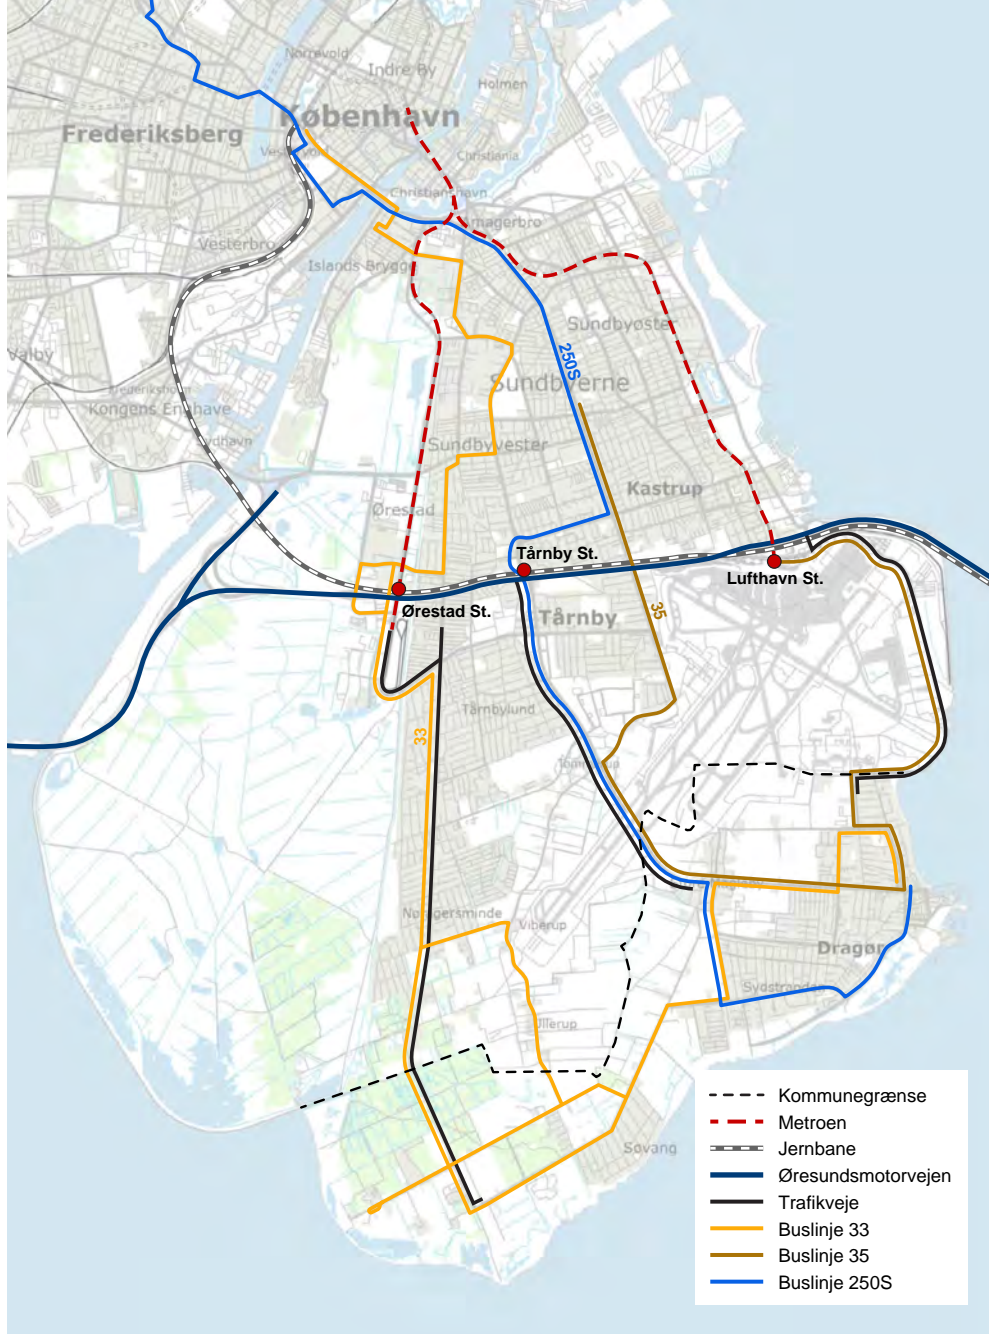 Nørrevold
Indre By
Holmen
København
Frederiksberg
Christiania
Christianshavn
Amagerbro
Vesterbro
Islands Brygge
Sundbyøster
Valby
250S
Frederiksholm
Sundbyerne
Kongens Enghave
Sydhavn
Sundbyvester
Kastrup
Ørestad
Tårnby St.
Lufthavn St.
Ørestad St.
35
Tårnby
Tårnbylund
33
Viberup
Dragør
Sydstranden
Ullerup
Søvang
Kommunegrænse
Metroen
Jernbane
Øresundsmotorvejen
Trafikveje
Buslinje 33
Buslinje 35
Buslinje 250S